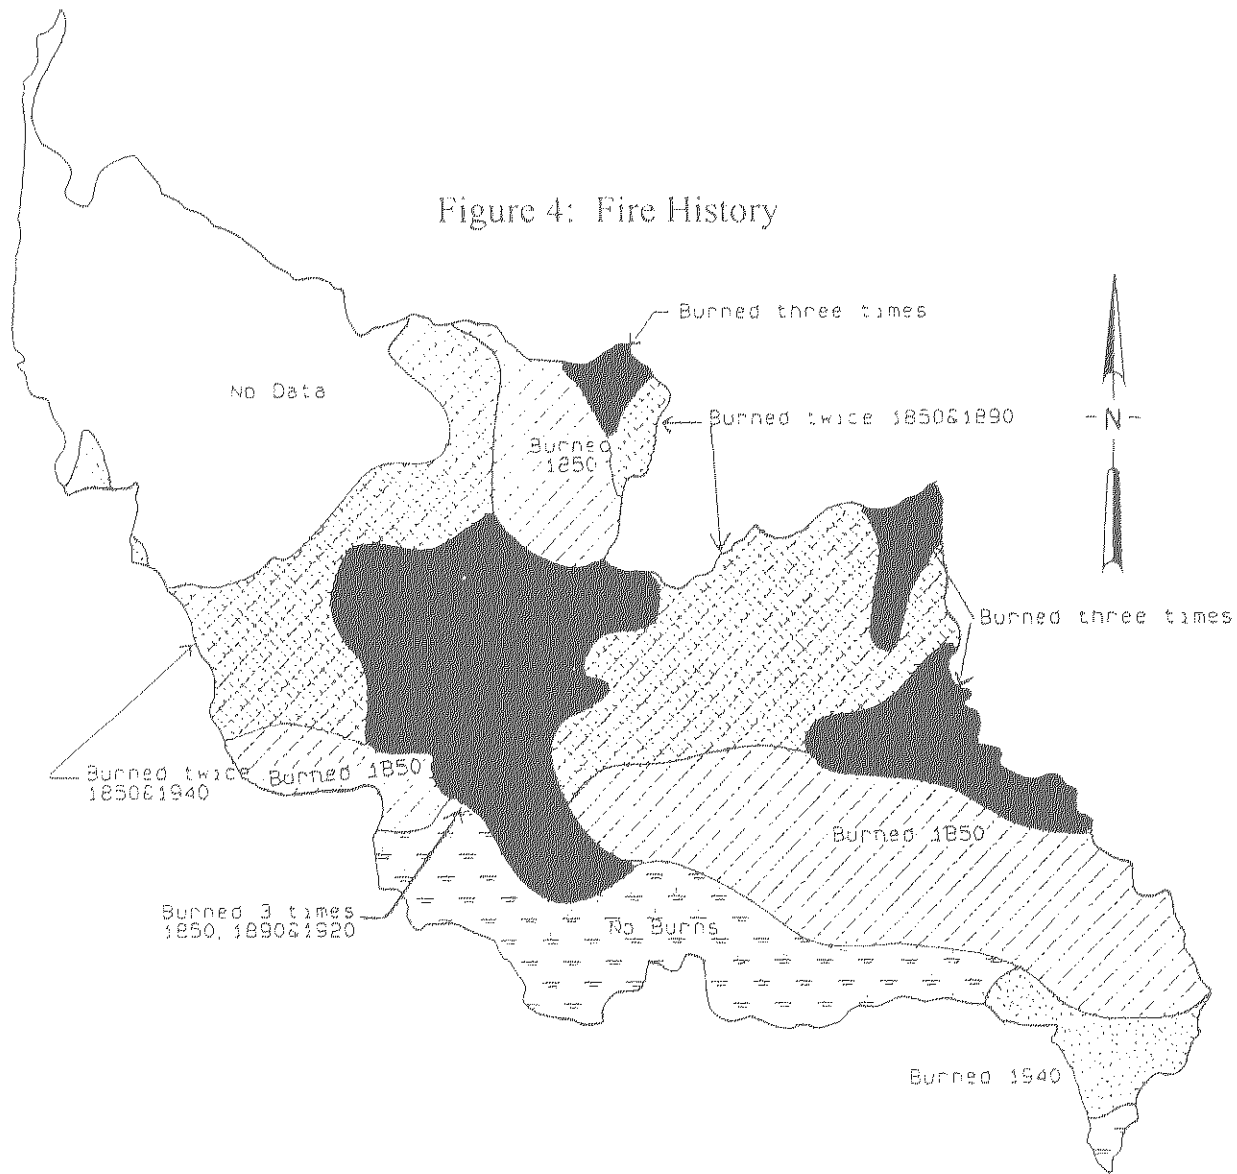 Figure 4: Fire History
Burned three times
No Data
Burned twice 1850&1890
-N-
Burned
1850
Burned three times
Burned twice
1850&1940
Burned 1850
Burned 1850
Burned 3 times
1850, 1890&1920
No Burns
Burned 1940